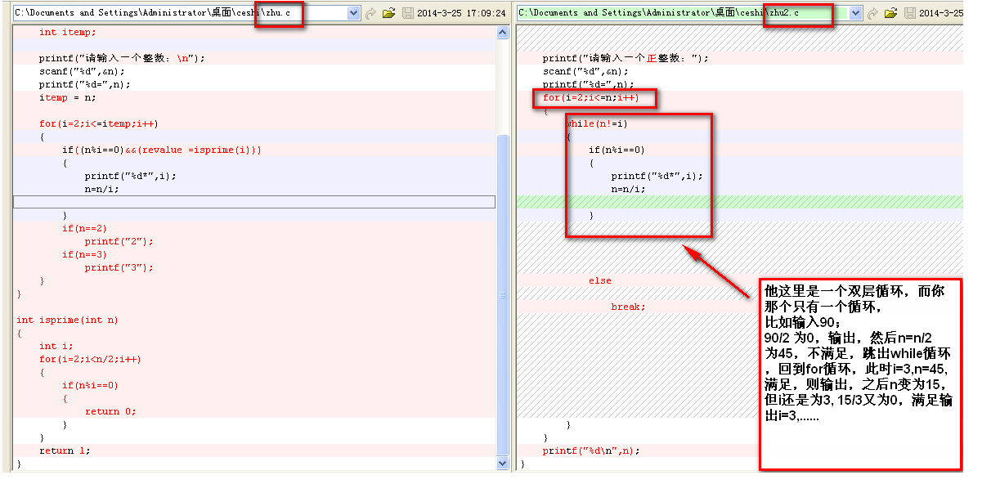 C:\Documents and Settings\Administrator\桌面\ceshi\zhu.c
2014-3-25 17:09:24
int itemp;
printf("请输入一个整数: \n");
scanf("%d",&n);
printf("%d=",n);
itemp = n;
for(i=2;i<=itemp;i++)
{
if((n%i==0)&&(revalue =isprime(i)))
{
printf("%d*",i);
n=n/i;
}
if(n==2)
printf("2");
if(n==3)
printf("3");
}
}
int isprime(int n)
{
int i;
for(i=2;i<n/2;i++)
{
if(n%i==0)
{
return 0;
}
}
return 1;
}
C:\Documents and Settings\Administrator\桌面\ceshi\zhu2.c
2014-3-25
printf("请输入一个正整数: ");
scanf("%d",&n);
printf("%d=",n);
for(i=2;i<=n;i++)
{
while(n!=i)
{
if(n%i==0)
{
printf("%d*",i);
n=n/i;
}
else
break;
}
}
printf("%d\n",n);
}
他这里是一个双层循环，而你
那个只有一个循环，
比如输入90；
90/2 为0，输出，然后n=n/2
为45，不满足，跳出while循环
，回到for循环，此时i=3,n=45,
满足，则输出，之后n变为15，
但i还是为3, 15/3又为0，满足输
出i=3,......